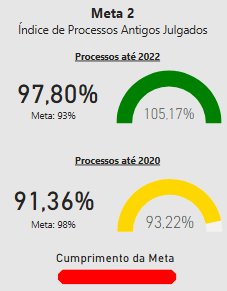 Meta 2
Índice de Processos Antigos Julgados
Processos até 2022
97,80%
Meta: 93%
105,17%
Processos até 2020
91,36%
Meta: 98%
93,22%
Cumprimento da Meta